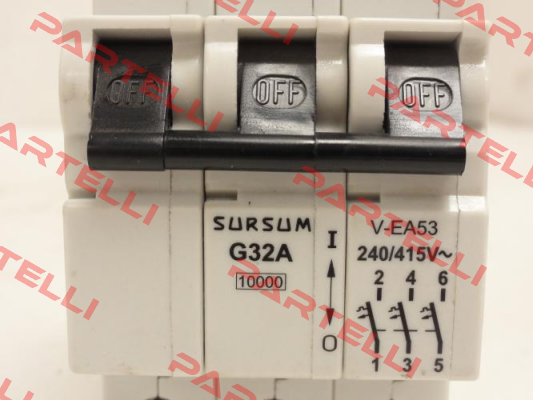 OFF OFF OFF
SURSUM
G32A
10000
I
O
V-EA53
240/415V~
2 4 6
1 3 5
PARTELLI
PARTELLI
PARTELLI
PARTELLI
PARTELLI
PARTELLI